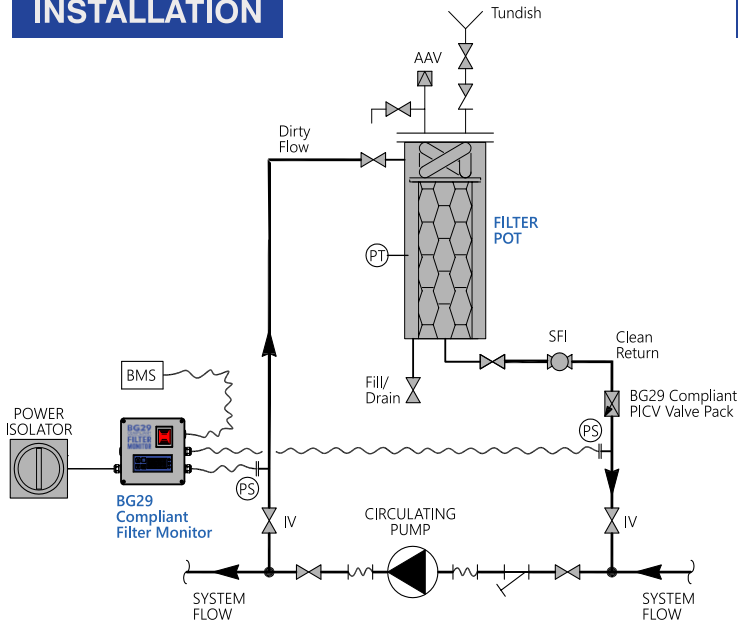 INSTALLATION
Tundish
AAV
Dirty
Flow
FILTER
POT
PT
SFI
Clean
Return
BMS
Fill/
Drain
BG29 Compliant
PICV Valve Pack
POWER
ISOLATOR
BG29
FILTER
MONITOR
PS
PS
BG29
Compliant
Filter Monitor
IV
CIRCULATING
PUMP
IV
SYSTEM
FLOW
SYSTEM
FLOW